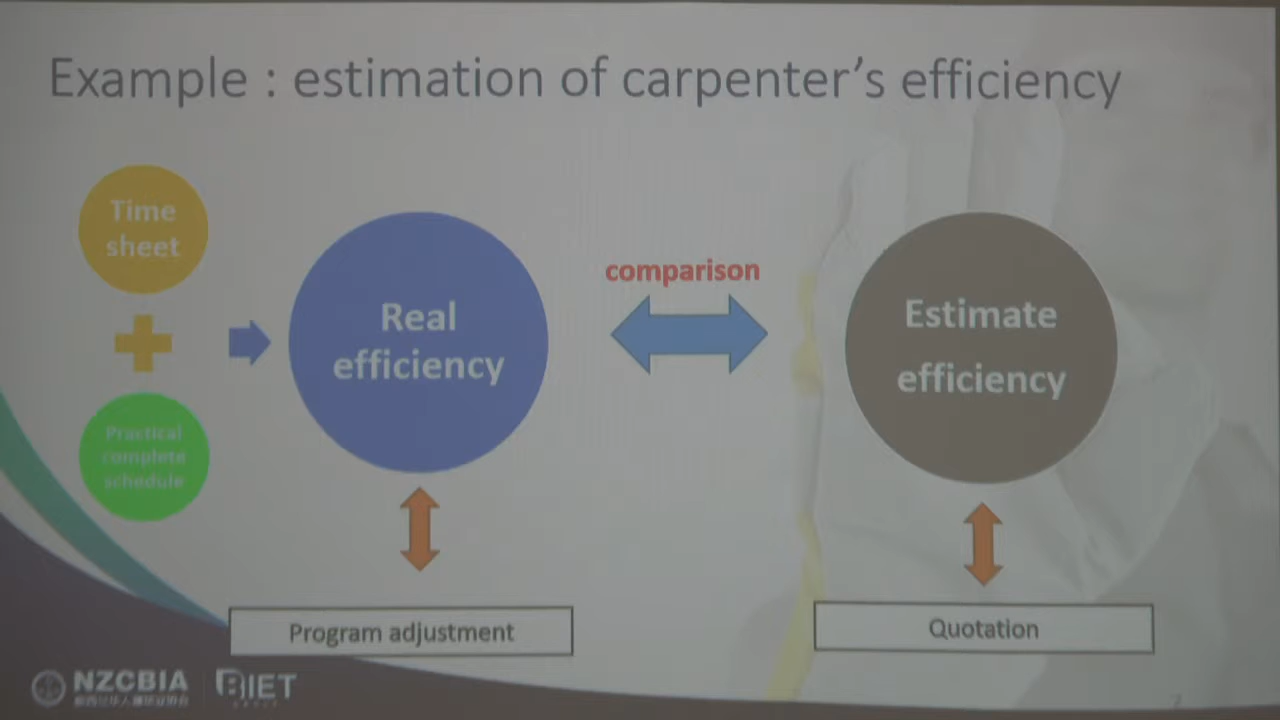 Example : estimation of carpenter's efficiency
Time
sheet
Practical
complete
schedule
Real
efficiency
comparison
Estimate
efficiency
Program adjustment
Quotation
NZCBIA
BIET
7